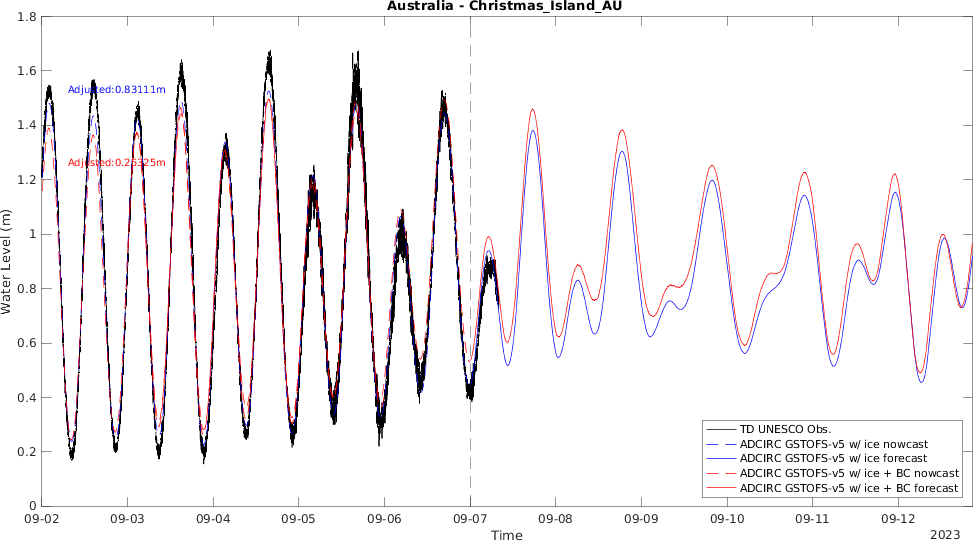 Australia - Christmas_Island_AU
1.8
1.6
1.4
1.2
1
0.8
0.6
0.4
0.2
0
Water Level (m)
Adjusted:0.83111m
Adjusted:0.26325m
TD UNESCO Obs.
ADCIRC GSTOFS-v5 w/ ice nowcast
ADCIRC GSTOFS-v5 w/ ice forecast
ADCIRC GSTOFS-v5 w/ ice + BC nowcast
ADCIRC GSTOFS-v5 w/ ice + BC forecast
09-02 09-03 09-04 09-05 09-06 09-07 09-08 09-09 09-10 09-11 09-12
Time
2023